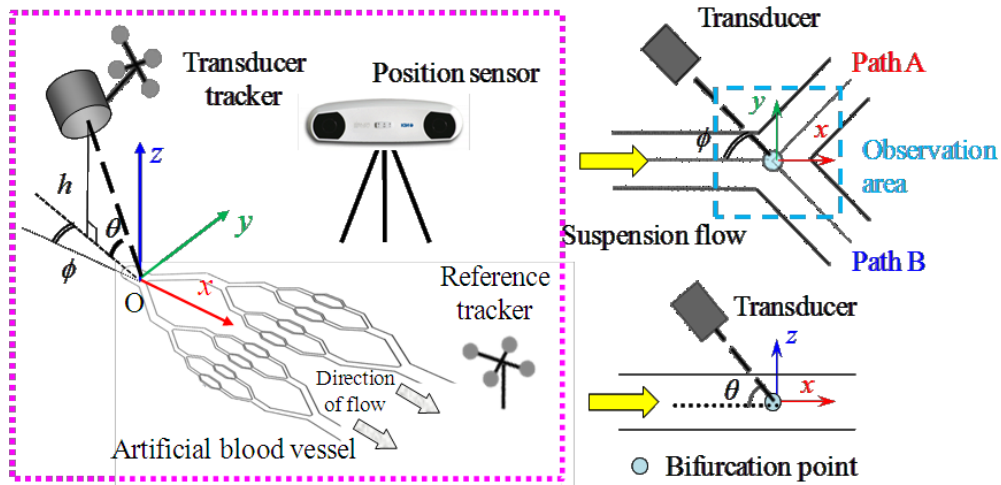 Transducer
tracker
Position sensor
z
h
θ
y
ϕ
O
x
Reference
tracker
Direction
of flow
Artificial blood vessel
Transducer
Path A
y
x
ϕ
Observation
area
Suspension flow
Path B
Transducer
z
θ
x
Bifurcation point